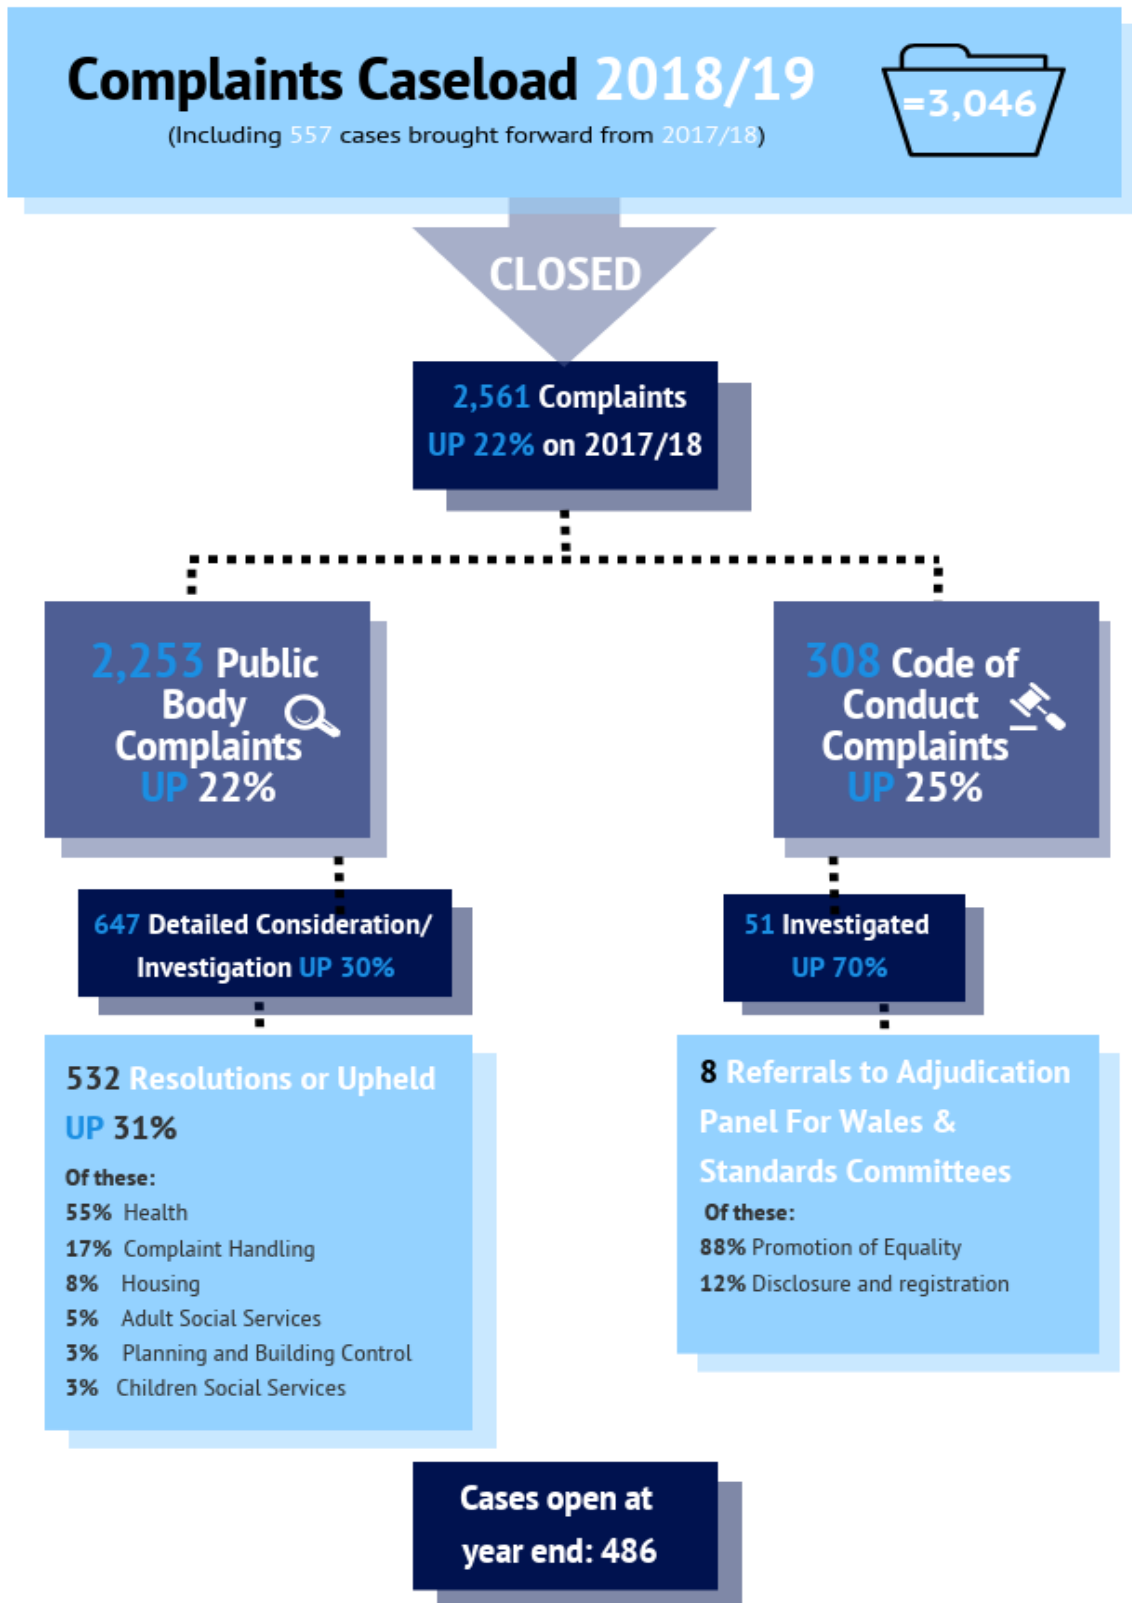 Complaints Caseload 2018/19
(Including 557 cases brought forward from 2017/18)
=3,046
CLOSED
2,561 Complaints
UP 22% on 2017/18
2,253 Public
Body
Complaints
UP 22%
308 Code of
Conduct
Complaints
UP 25%
647 Detailed Consideration/
Investigation UP 30%
51 Investigated
UP 70%
532 Resolutions or Upheld
UP 31%
Of these:
55% Health
17% Complaint Handling
8% Housing
5% Adult Social Services
3% Planning and Building Control
3% Children Social Services
8 Referrals to Adjudication
Panel For Wales &
Standards Committees
Of these:
88% Promotion of Equality
12% Disclosure and registration
Cases open at
year end: 486